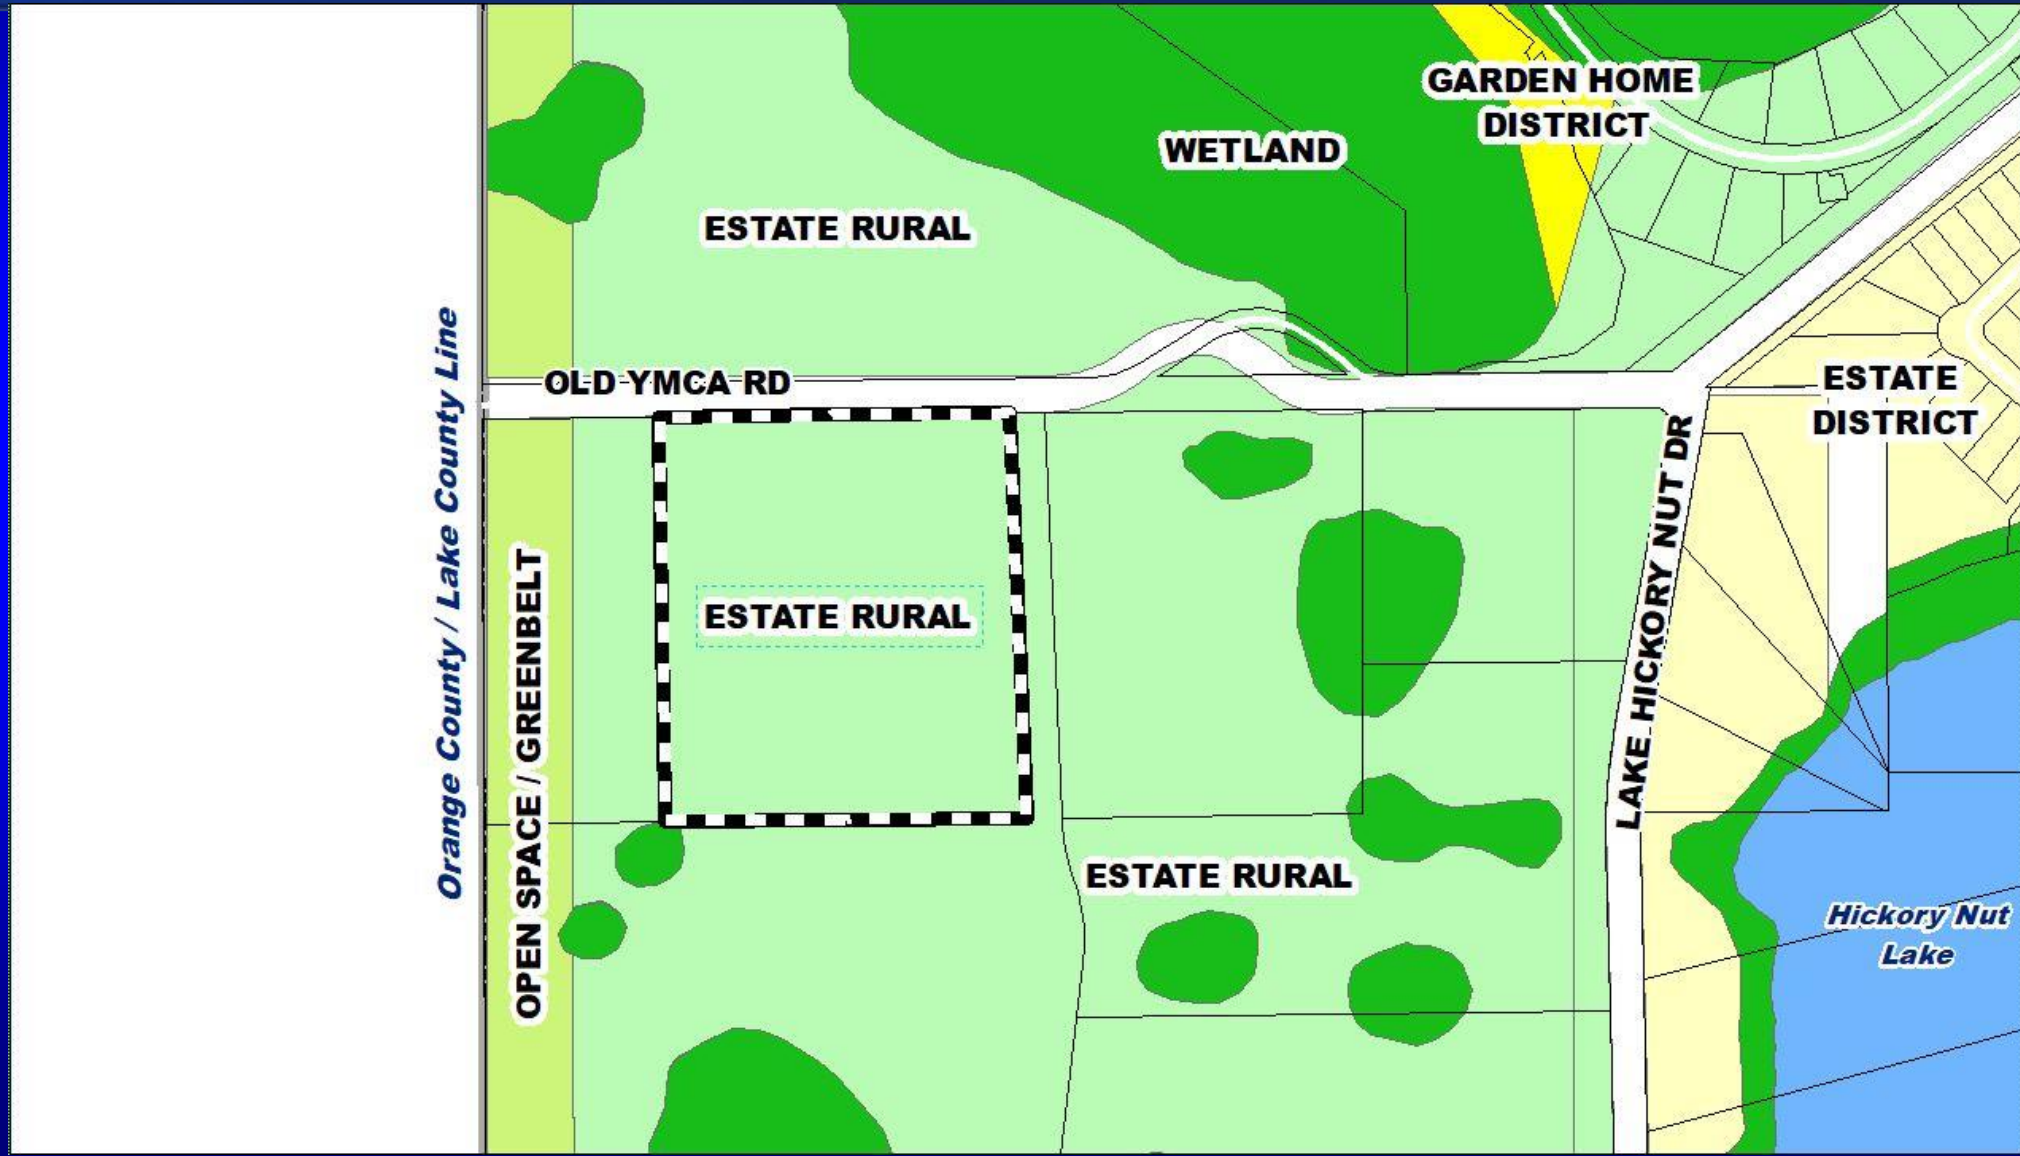 GARDEN HOME
DISTRICT
WETLAND
ESTATE RURAL
OLD YMCA RD
ESTATE
DISTRICT
Orange County / Lake County Line
OPEN SPACE / GREENBELT
ESTATE RURAL
LAKE HICKORY NUT DR
ESTATE RURAL
Hickory Nut
Lake